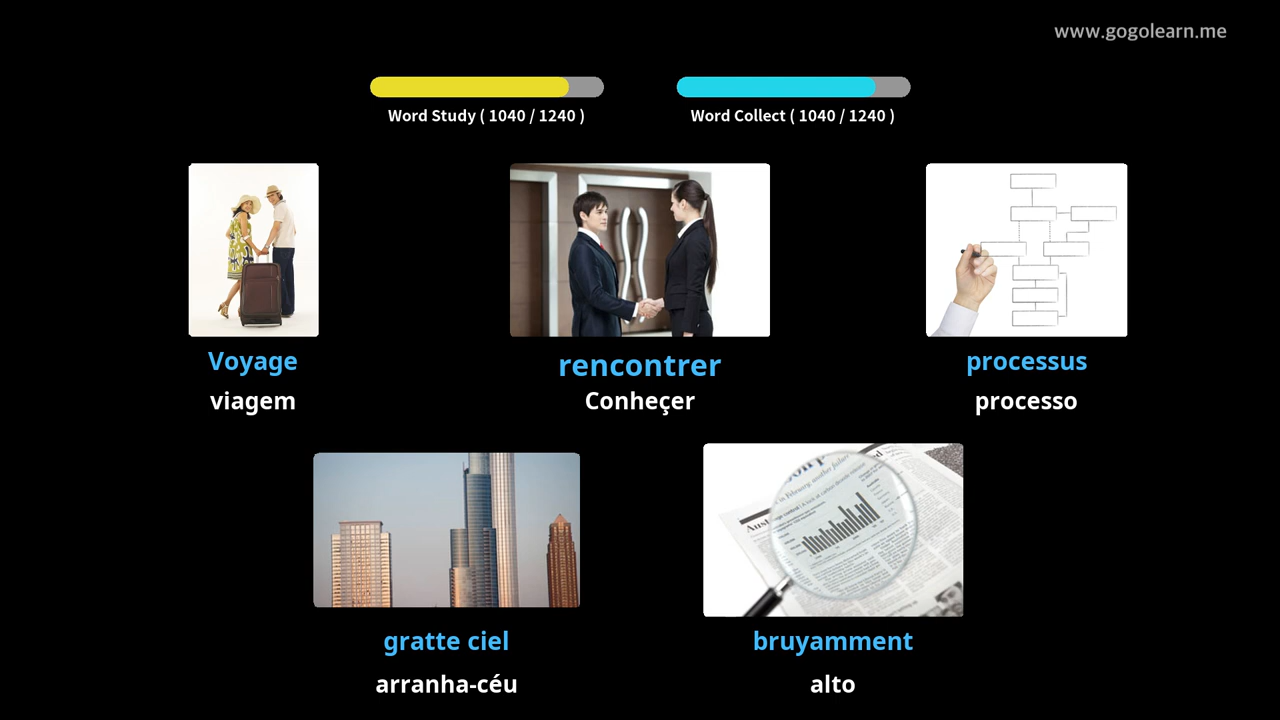 www.gogolearn.me
Word Study ( 1040 / 1240 )
Word Collect ( 1040 / 1240 )
Voyage
viagem
rencontrer
Conheçer
processus
processo
gratte ciel
arranha-céu
bruyamment
alto